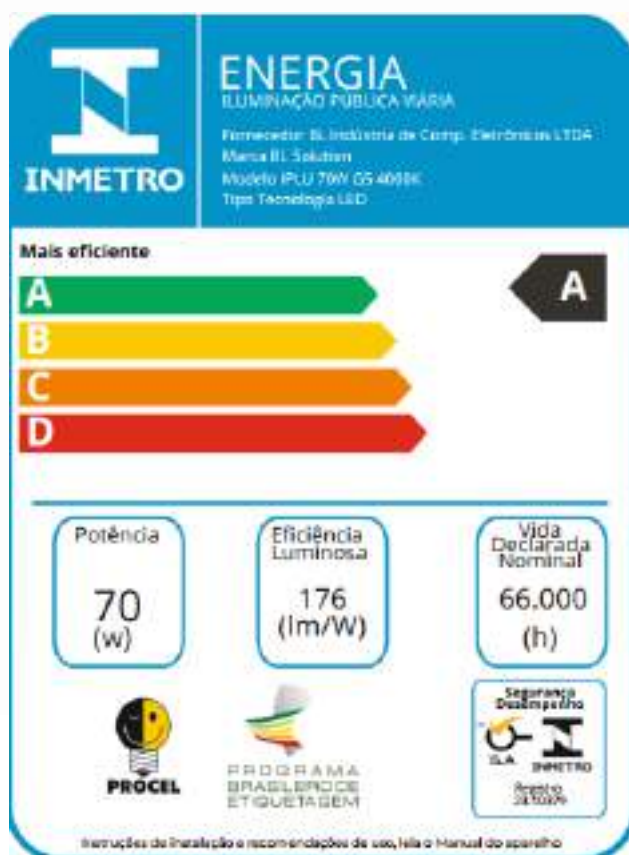 INMETRO
ENERGIA
ILUMINAÇÃO PÚBLICA VIÁRIA
Fornecedor BL Indústria de Comp. Eletrônicos LTDA
Marca BL Solution
Modelo IPLU 70W G5 4000K
Tipo Tecnologia LED
Mais eficiente
A
A
B
C
D
Potência
70
(w)
Eficiência
Luminosa
176
(lm/W)
Vida
Declarada
Nominal
66.000
(h)
PROCEL
PROGRAMA
BRASILEIRO DE
ETIQUETAGEM
Segurança
Desempenho
INMETRO
Registro
Instruções de instalação e recomendações de uso, leia o Manual do aparelho